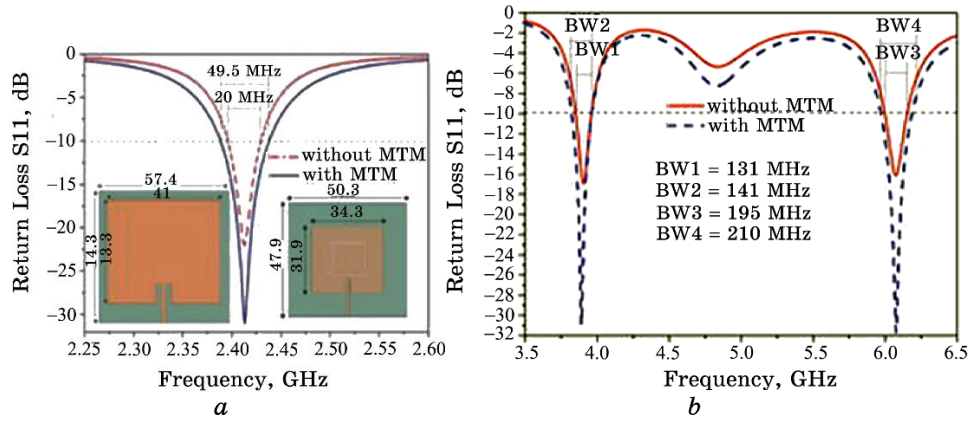 Return Loss S11, dB
0
−5
−10
−15
−20
−25
−30
49.5 MHz
20 MHz
without MTM
with MTM
57.4
41
14.3
13.3
50.3
34.3
47.9
31.9
2.25 2.30 2.35 2.40 2.45 2.50 2.55 2.60
Frequency, GHz
a
Return Loss S11, dB
0
−2
−4
−6
−8
−10
−12
−14
−16
−18
−20
−22
−24
−26
−28
−30
−32
BW2
BW1
BW4
BW3
without MTM
with MTM
BW1 = 131 MHz
BW2 = 141 MHz
BW3 = 195 MHz
BW4 = 210 MHz
3.5 4.0 4.5 5.0 5.5 6.0 6.5
Frequency, GHz
b